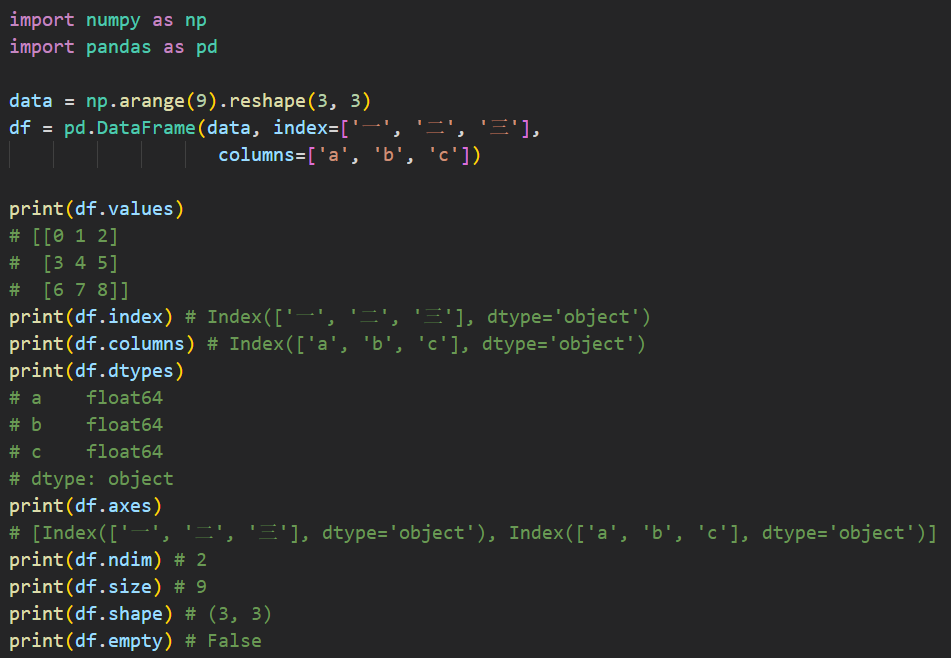 import numpy as np
import pandas as pd
data = np.arange(9).reshape(3, 3)
df = pd.DataFrame(data, index=['一', '二', '三'],
                   columns=['a', 'b', 'c'])
print(df.values)
# [[0 1 2]
#  [3 4 5]
#  [6 7 8]]
print(df.index) # Index(['一', '二', '三'], dtype='object')
print(df.columns) # Index(['a', 'b', 'c'], dtype='object')
print(df.dtypes)
# a    float64
# b    float64
# c    float64
# dtype: object
print(df.axes)
# [Index(['一', '二', '三'], dtype='object'), Index(['a', 'b', 'c'], dtype='object')]
print(df.ndim) # 2
print(df.size) # 9
print(df.shape) # (3, 3)
print(df.empty) # False